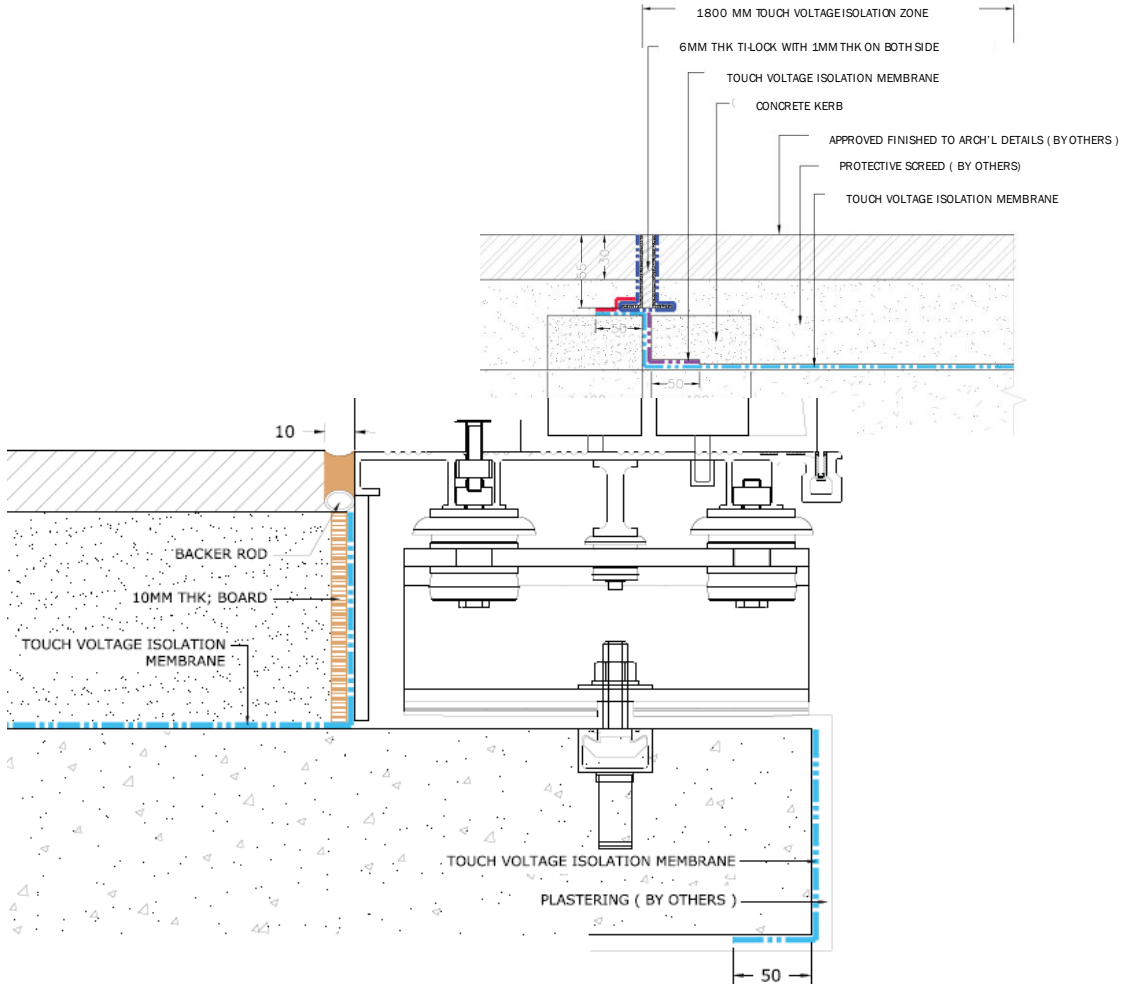 1800 MM TOUCH VOLTAGE ISOLATION ZONE
6MM THK TI-LOCK WITH 1MM THK ON BOTH SIDE
TOUCH VOLTAGE ISOLATION MEMBRANE
CONCRETE KERB
APPROVED FINISHED TO ARCH'L DETAILS ( BY OTHERS )
PROTECTIVE SCREED ( BY OTHERS)
TOUCH VOLTAGE ISOLATION MEMBRANE
30
50
50
10
BACKER ROD
10MM THK; BOARD
TOUCH VOLTAGE ISOLATION
MEMBRANE
TOUCH VOLTAGE ISOLATION MEMBRANE
PLASTERING ( BY OTHERS )
50